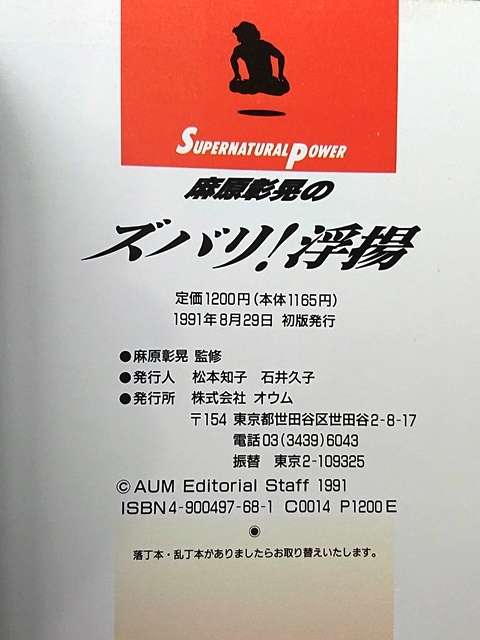 SUPERNATURAL POWER
麻原彰晃の
ズバリ!浮揚
定価1200円(本体1165円)
1991年8月29日 初版発行
●麻原彰晃 監修
●発行人 松本知子 石井久子
●発行所 株式会社 オウム
〒154 東京都世田谷区世田谷2-8-17
電話03(3439)6043
振替 東京2-109325
©AUM Editorial Staff 1991
ISBN4-900497-68-1 C0014 P1200E
◉
落丁本・乱丁本がありましたらお取り替えいたします。